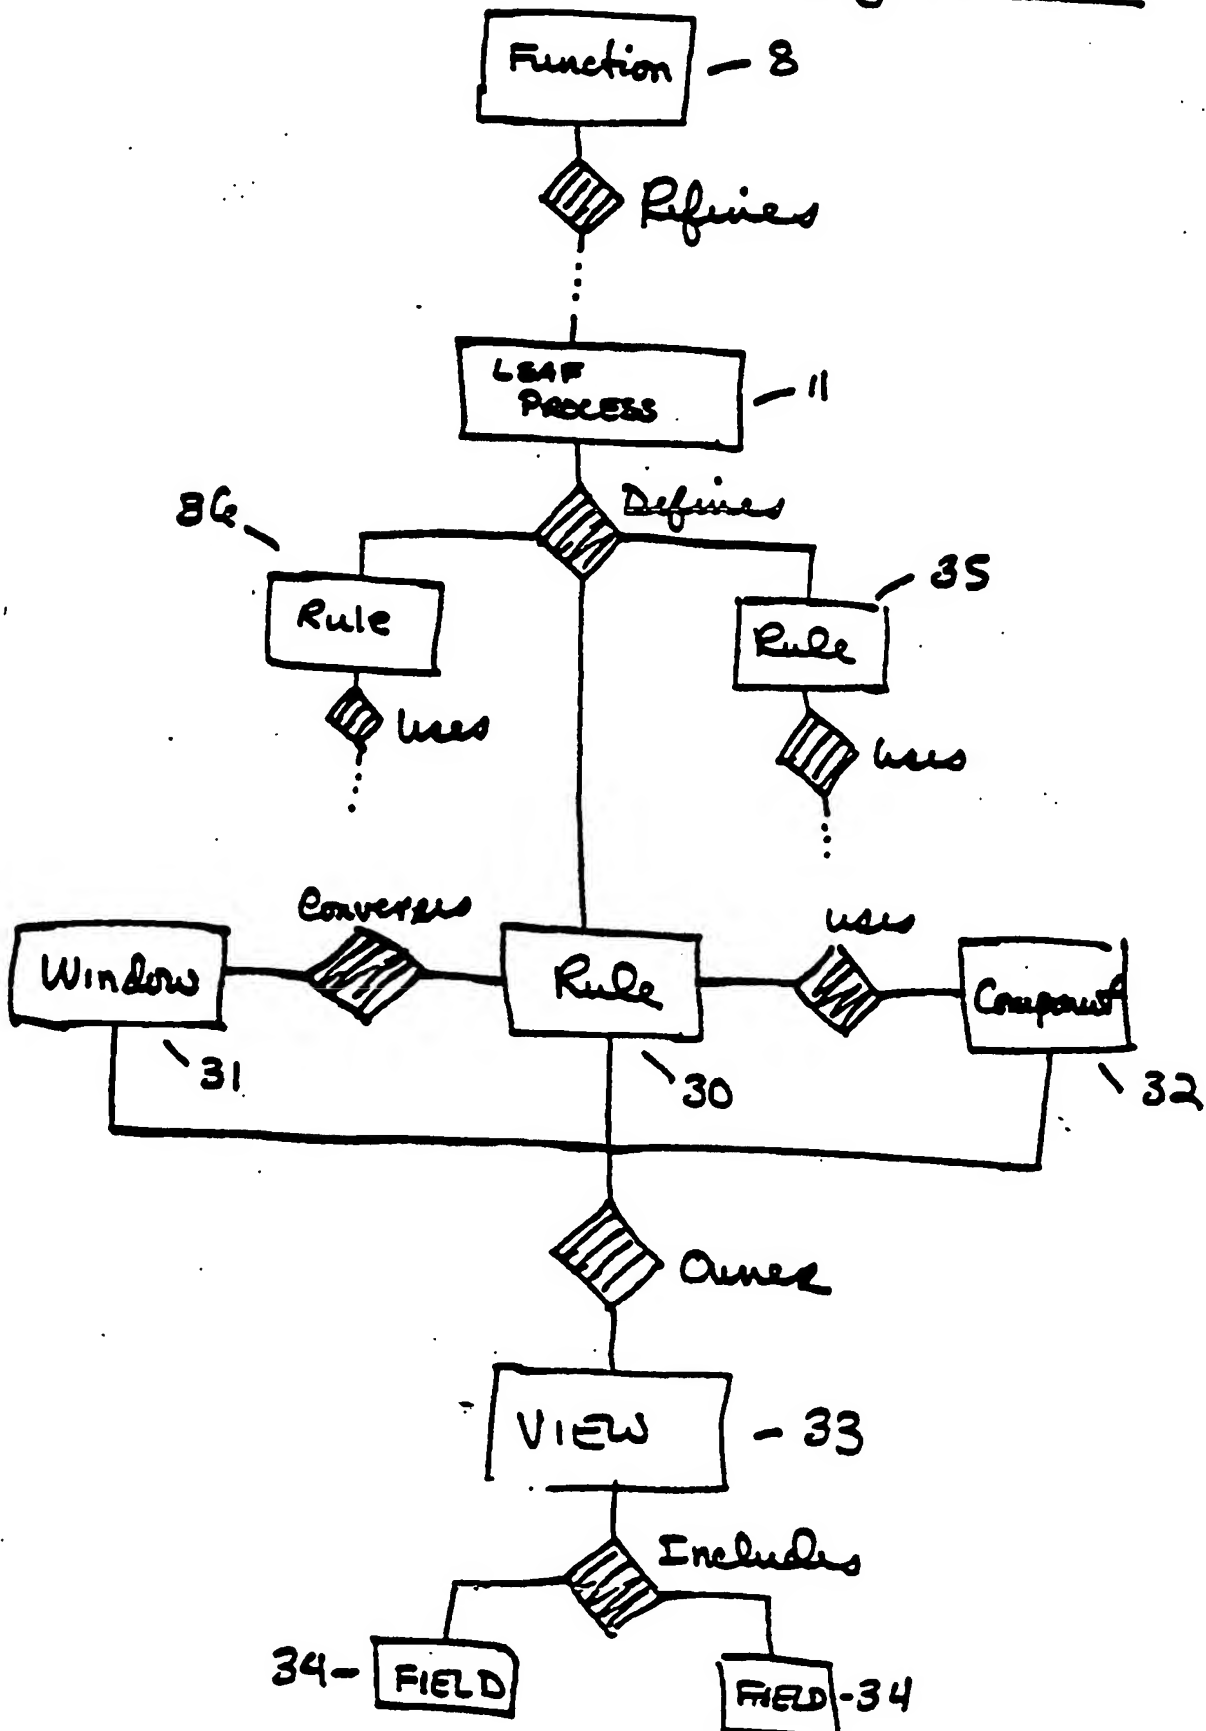 Function
8
Refines
LEAF
PROCESS
11
Defines
36
Rule
35
Rule
uses
uses
Converses
uses
Window
Rule
Component
31
30
32
Owner
VIEW
33
Includes
34
FIELD
FIELD
34